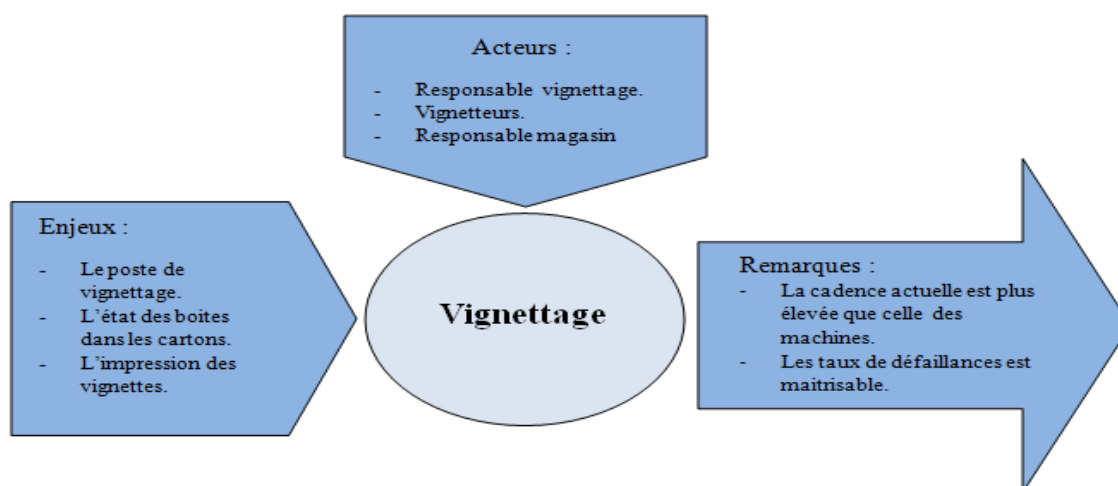 Acteurs :
- Responsable vignettage.
- Vignetteurs.
- Responsable magasin
Enjeux :
- Le poste de
vignettage.
- L'état des boites
dans les cartons.
- L'impression des
vignettes.
Vignettage
Remarques :
- La cadence actuelle est plus
élevée que celle des
machines.
- Les taux de défaillances est
maitrisable.